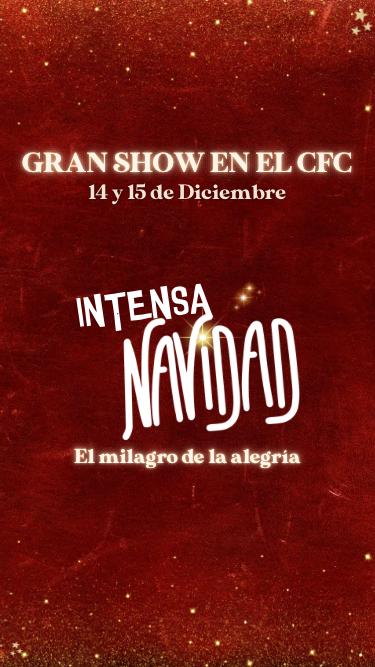 GRAN SHOW EN EL CFC
14 y 15 de Diciembre
INTENSA
NAVIDAD
El milagro de la alegría